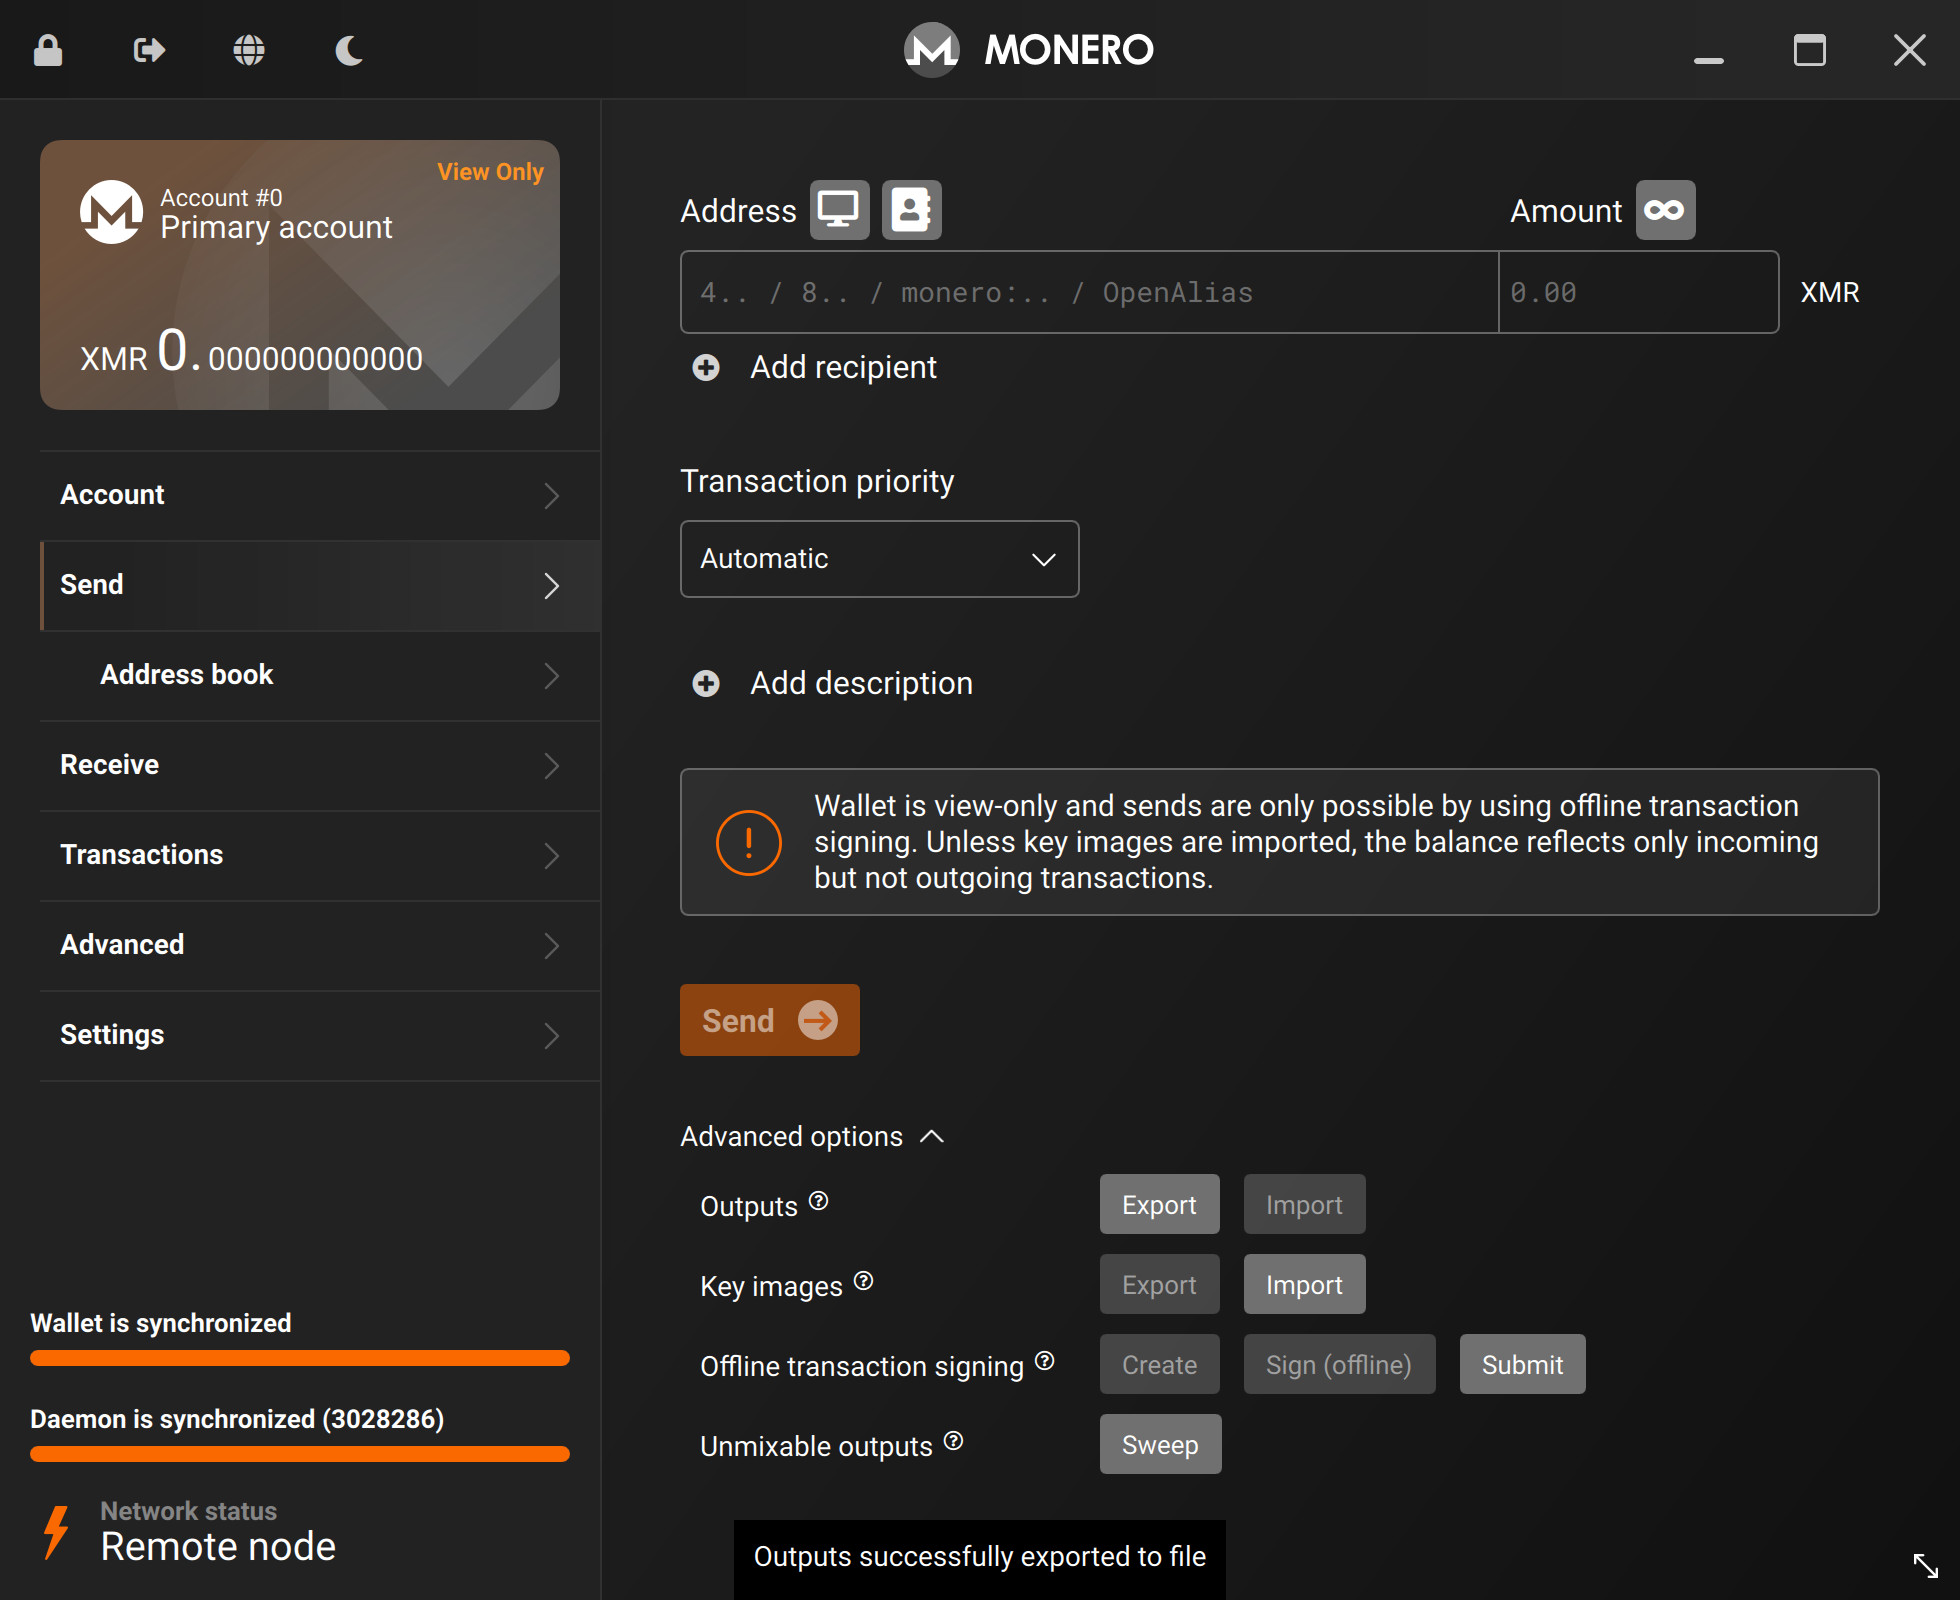 MONERO
View Only
Account #0
Primary account
XMR 0.000000000000
Account
Send
Address book
Receive
Transactions
Advanced
Settings
Wallet is synchronized
Daemon is synchronized (3028286)
Network status
Remote node
Address
Amount
4.. / 8.. / monero:.. / OpenAlias
0.00
XMR
Add recipient
Transaction priority
Automatic
Add description
Wallet is view-only and sends are only possible by using offline transaction
signing. Unless key images are imported, the balance reflects only incoming
but not outgoing transactions.
Send
Advanced options
Outputs ? Export Import
Key images ? Export Import
Offline transaction signing ? Create Sign (offline) Submit
Unmixable outputs ? Sweep
Outputs successfully exported to file